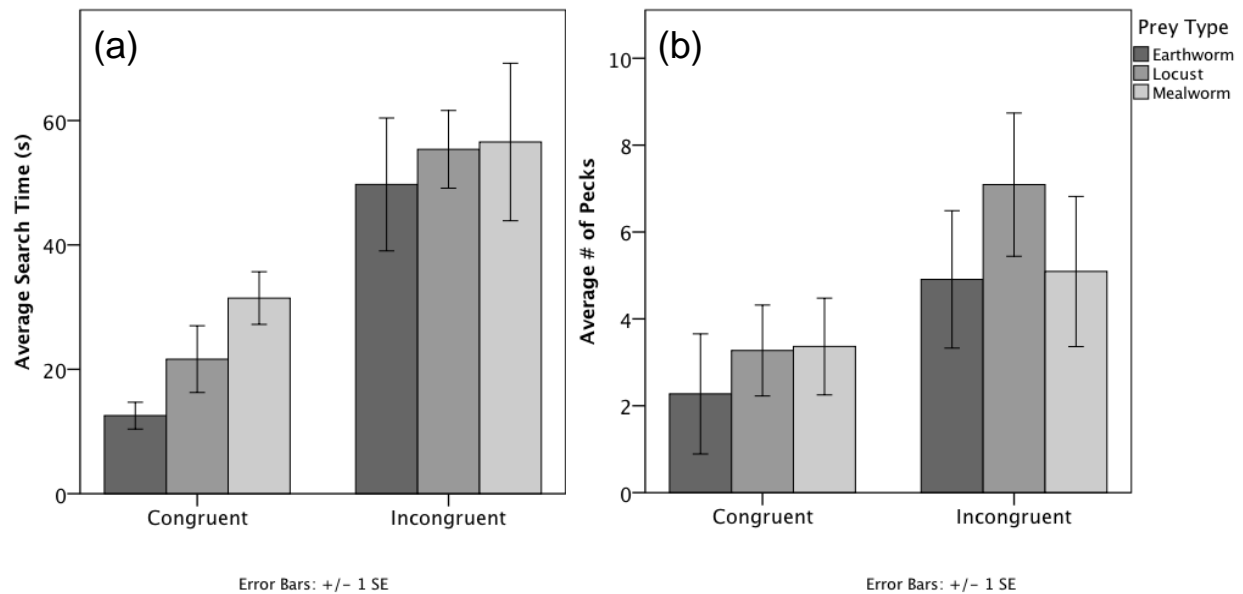 (a)
Average Search Time (s)
60
40
20
0
Congruent
Incongruent
Error Bars: +/- 1 SE
(b)
Average # of Pecks
10
8
6
4
2
0
Congruent
Incongruent
Error Bars: +/- 1 SE
Prey Type
Earthworm
Locust
Mealworm